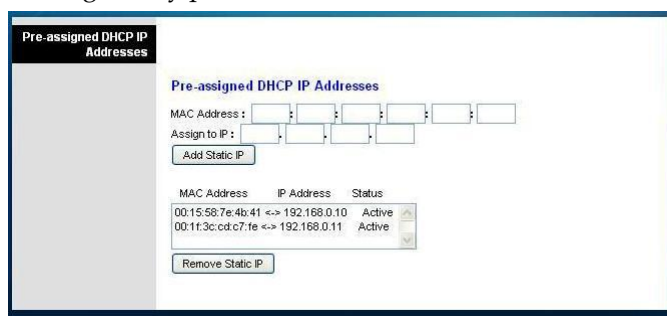 Pre-assigned DHCP IP
Addresses
Pre-assigned DHCP IP Addresses
MAC Address : : : : : :
Assign to IP : . . .
Add Static IP
MAC Address IP Address Status
00:15:58:7e:4b:41 <-> 192.168.0.10 Active
00:1f:3c:cd:c7:fe <-> 192.168.0.11 Active
Remove Static IP